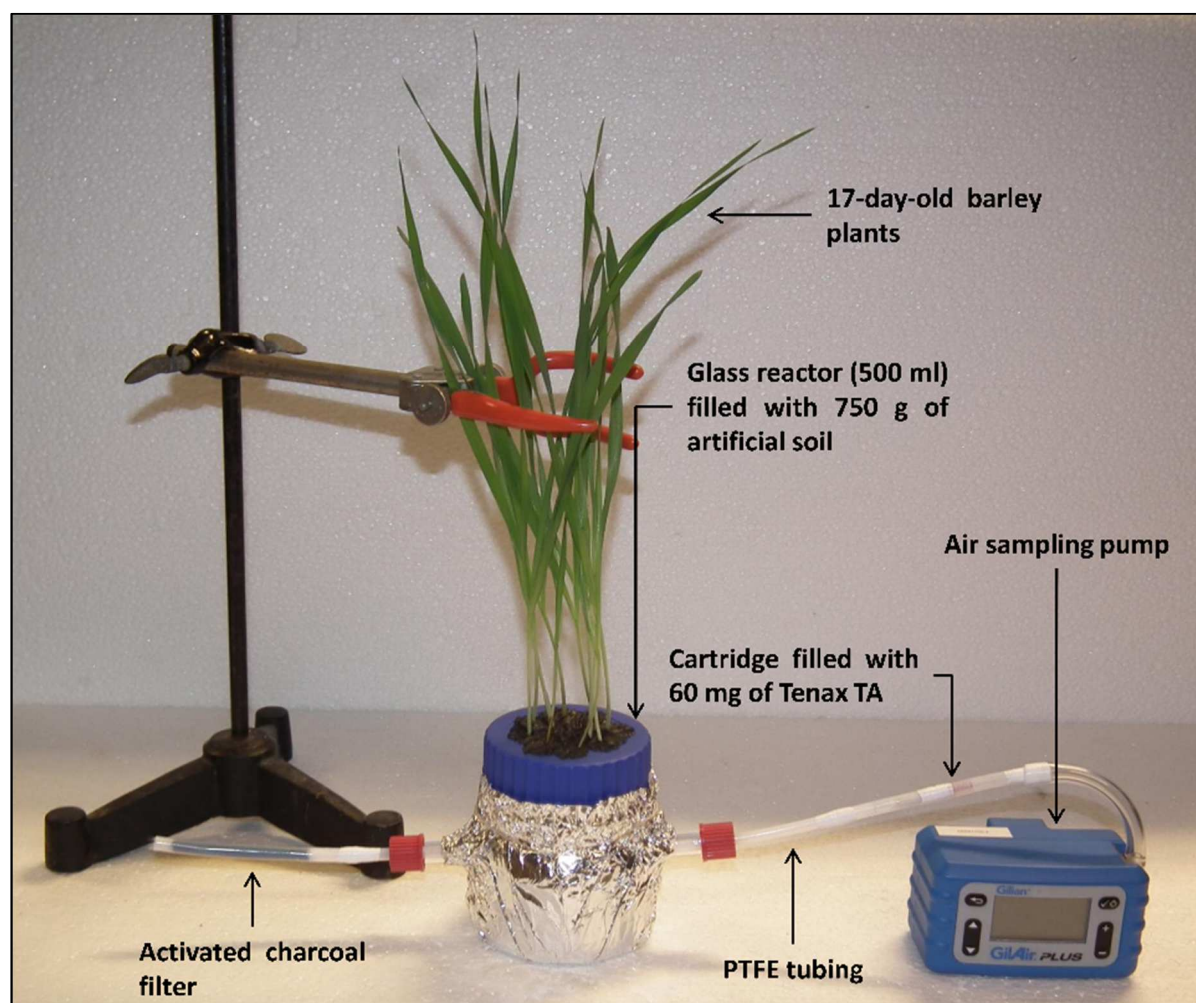 17-day-old barley
plants
Glass reactor (500 ml)
filled with 750 g of
artificial soil
Air sampling pump
Cartridge filled with
60 mg of Tenax TA
Activated charcoal
filter
PTFE tubing
Gilian
GilAir PLUS